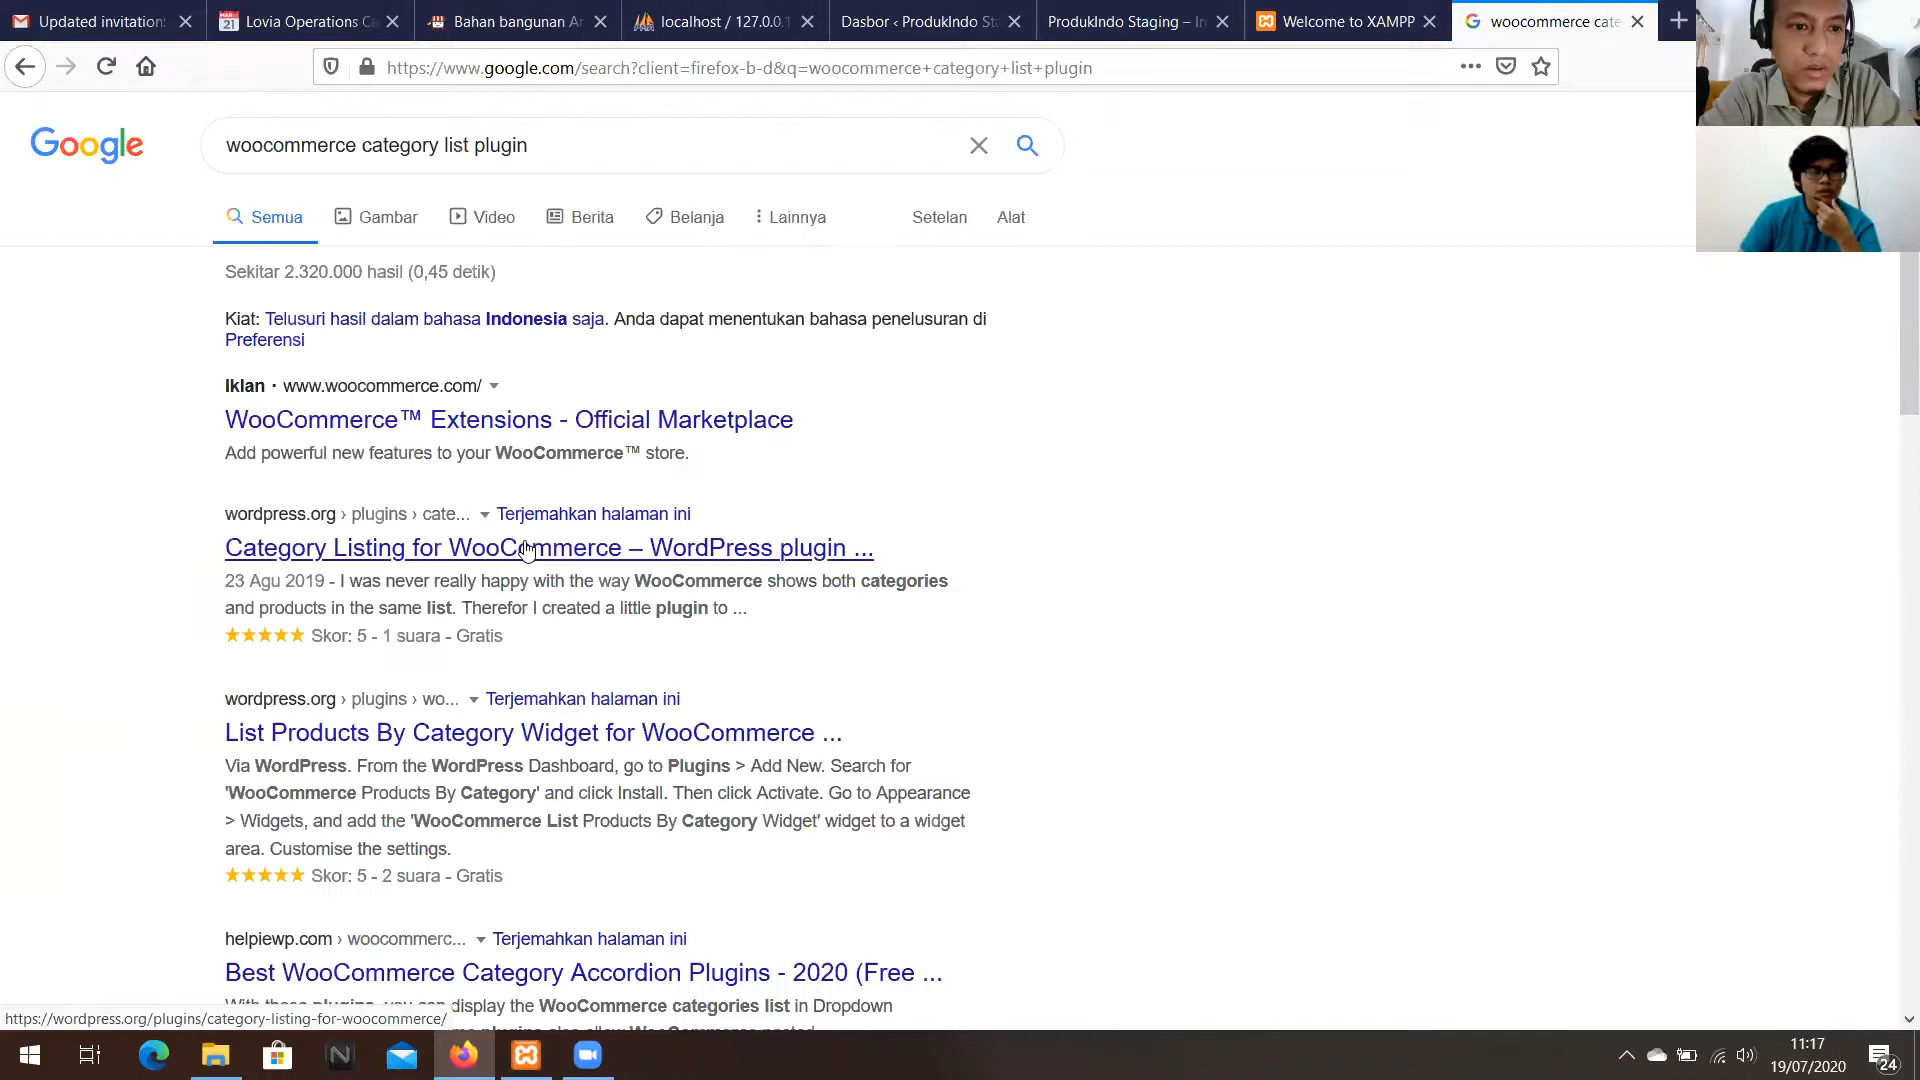 Updated invitation:
Lovia Operations Ca
Bahan bangunan Ar
localhost / 127.0.0.1
Dasbor ‹ ProdukIndo St
ProdukIndo Staging – In
Welcome to XAMPP
woocommerce cate
https://www.google.com/search?client=firefox-b-d&q=woocommerce+category+list+plugin
Google
woocommerce category list plugin
Semua
Gambar
Video
Berita
Belanja
Lainnya
Setelan
Alat
Sekitar 2.320.000 hasil (0,45 detik)
Kiat: Telusuri hasil dalam bahasa Indonesia saja. Anda dapat menentukan bahasa penelusuran di
Preferensi
Iklan · www.woocommerce.com/
WooCommerce™ Extensions - Official Marketplace
Add powerful new features to your WooCommerce™ store.
wordpress.org › plugins › cate... Terjemahkan halaman ini
Category Listing for WooCommerce – WordPress plugin ...
23 Agu 2019 - I was never really happy with the way WooCommerce shows both categories
and products in the same list. Therefor I created a little plugin to ...
Skor: 5 - 1 suara - Gratis
wordpress.org › plugins › wo... Terjemahkan halaman ini
List Products By Category Widget for WooCommerce ...
Via WordPress. From the WordPress Dashboard, go to Plugins > Add New. Search for
'WooCommerce Products By Category' and click Install. Then click Activate. Go to Appearance
> Widgets, and add the 'WooCommerce List Products By Category Widget' widget to a widget
area. Customise the settings.
Skor: 5 - 2 suara - Gratis
helpiewp.com › woocommerc... Terjemahkan halaman ini
Best WooCommerce Category Accordion Plugins - 2020 (Free ...
With these plugins, you can display the WooCommerce categories list in Dropdown
https://wordpress.org/plugins/category-listing-for-woocommerce/
11:17
19/07/2020
24